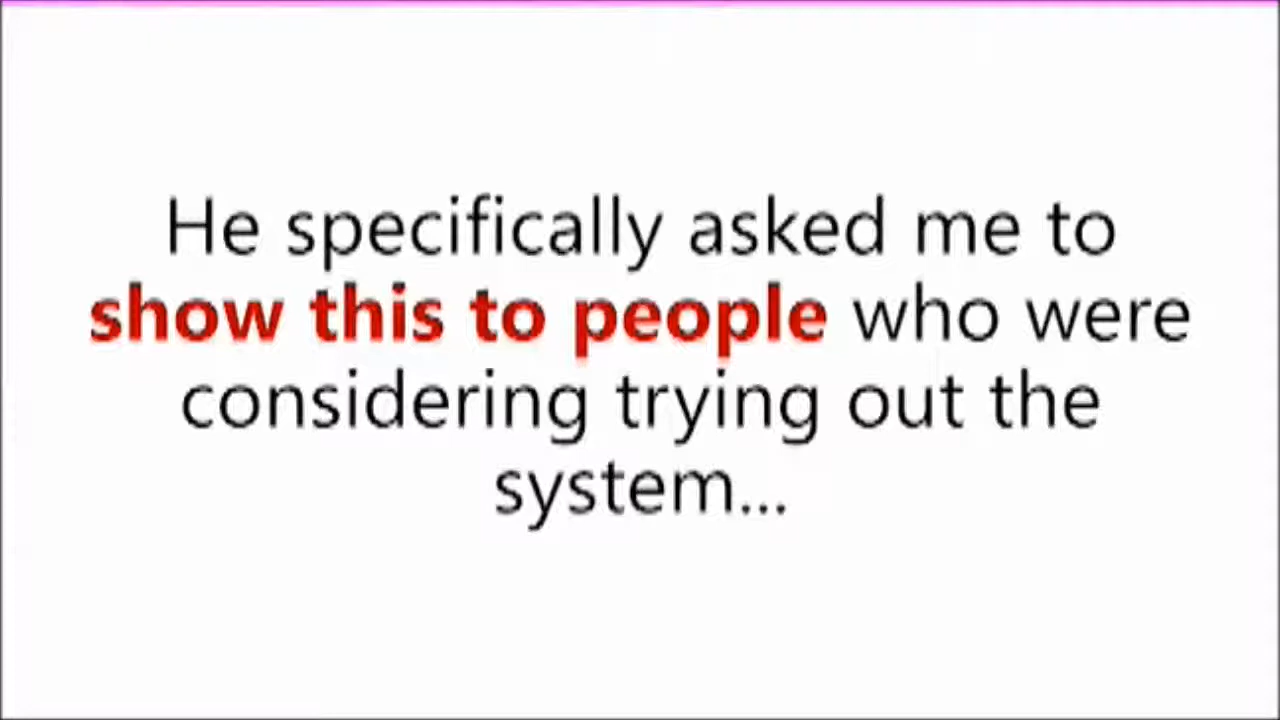 He specifically asked me to
show this to people who were
considering trying out the
system...